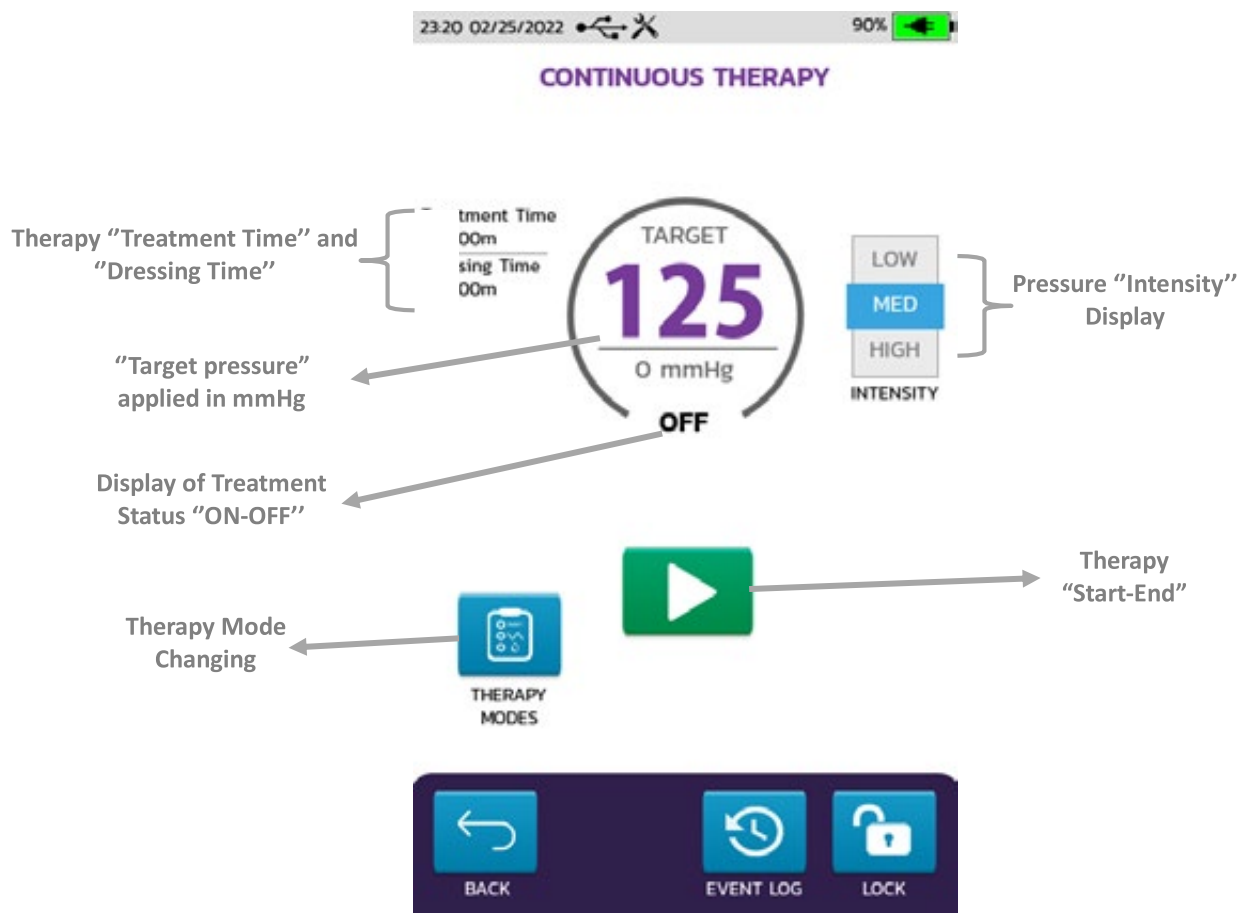 23:20 02/25/2022
90%
CONTINUOUS THERAPY
Therapy ‘’Treatment Time’’ and
‘’Dressing Time’’
tment Time
00m
sing Time
00m
TARGET
125
0 mmHg
OFF
LOW
MED
HIGH
INTENSITY
Pressure ‘’Intensity’’
Display
‘’Target pressure”
applied in mmHg
Display of Treatment
Status ‘’ON-OFF’’
Therapy
“Start-End”
Therapy Mode
Changing
THERAPY
MODES
BACK
EVENT LOG
LOCK